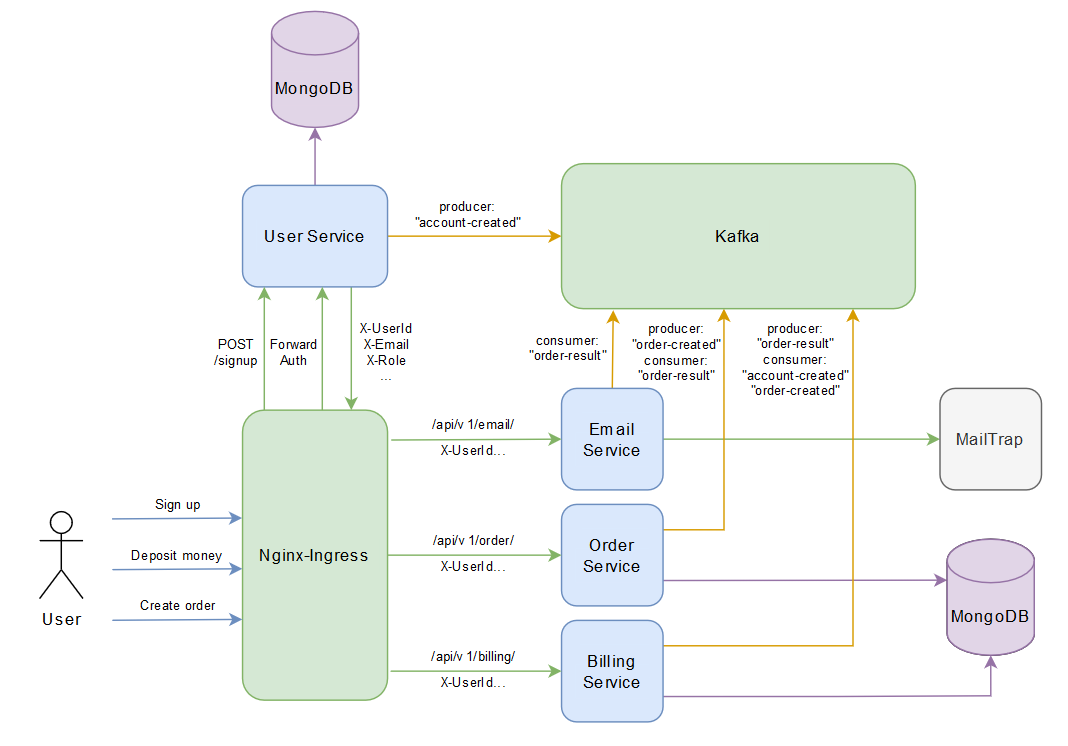 MongoDB
producer:
"account-created"
User Service
Kafka
POST
/signup
Forward
Auth
X-UserId
X-Email
X-Role
...
consumer:
"order-result"
producer:
"order-created"
consumer:
"order-result"
producer:
"order-result"
consumer:
"account-created"
"order-created"
/api/v 1/email/
X-UserId...
Email
Service
MailTrap
Sign up
Deposit money
Create order
User
Nginx-Ingress
/api/v 1/order/
X-UserId...
Order
Service
MongoDB
/api/v 1/billing/
X-UserId...
Billing
Service